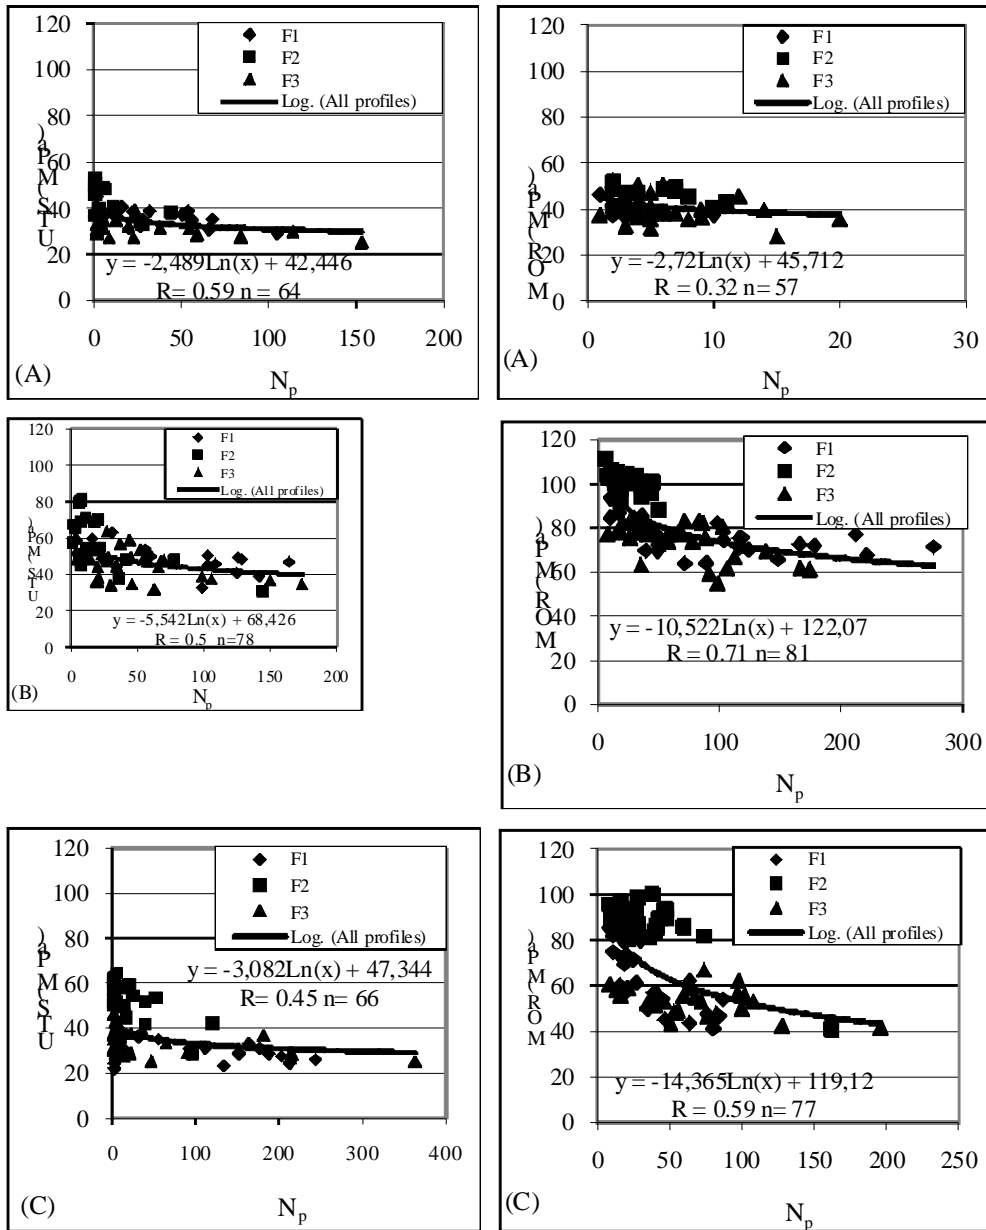 120
100
80
60
40
20
0
0 50 100 150 200
UTS(MPa)
F1
F2
F3
Log. (All profiles)
y = -2,489Ln(x) + 42,446
R= 0.59 n = 64
(A)
Np
120
100
80
60
40
20
0
0 10 20 30
MOR(MPa)
F1
F2
F3
Log. (All profiles)
y = -2,72Ln(x) + 45,712
R = 0.32 n= 57
(A)
Np
120
100
80
60
40
20
0
0 50 100 150 200
UTS(MPa)
F1
F2
F3
Log. (All profiles)
y = -5,542Ln(x) + 68,426
R = 0.5 n=78
(B)
Np
120
100
80
60
40
20
0
0 100 200 300
MOR(MPa)
F1
F2
F3
Log. (All profiles)
y = -10,522Ln(x) + 122,07
R = 0.71 n= 81
(B)
Np
120
100
80
60
40
20
0
0 100 200 300 400
UTS(MPa)
F1
F2
F3
Log. (All profiles)
y = -3,082Ln(x) + 47,344
R= 0.45 n= 66
(C)
Np
120
100
80
60
40
20
0
0 50 100 150 200 250
MOR(MPa)
F1
F2
F3
Log. (All profiles)
y = -14,365Ln(x) + 119,12
R = 0.59 n= 77
(C)
Np